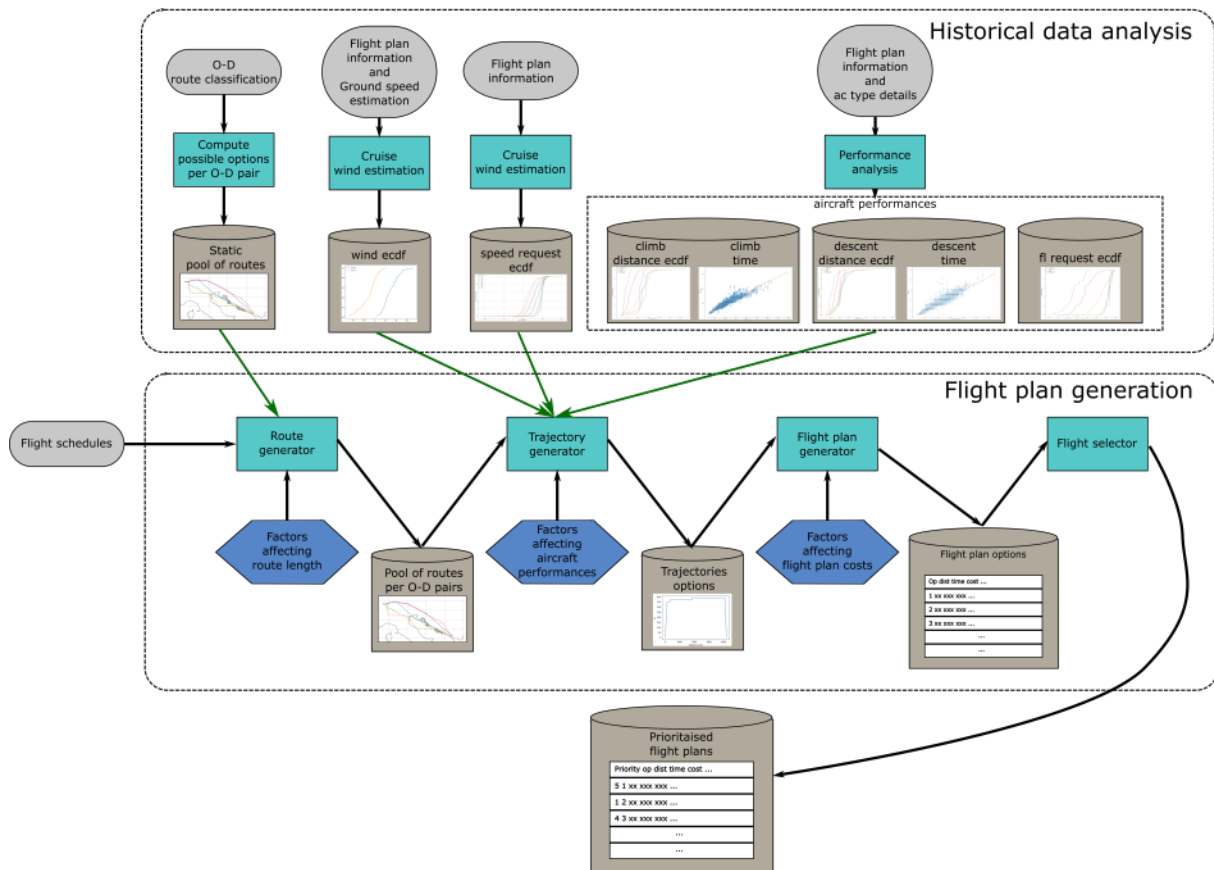 Historical data analysis
O-D
route classification
Flight plan
information
and
Ground speed
estimation
Flight plan
information
Flight plan
information
and
ac type details
Compute
possible options
per O-D pair
Cruise
wind estimation
Cruise
wind estimation
Performance
analysis
aircraft performances
Static
pool of routes
wind ecdf
speed request
ecdf
climb
distance ecdf
climb
time
descent
distance ecdf
descent
time
fl request ecdf
Flight plan generation
Flight schedules
Route
generator
Trajectory
generator
Flight plan
generator
Flight selector
Factors
affecting
route length
Factors
affecting
aircraft
performances
Factors
affecting
flight plan costs
Pool of routes
per O-D pairs
Trajectories
options
Flight plan options
Op dist time cost ...
1 xx xxx xxx ...
2 xx xxx xxx ...
3 xx xxx xxx ...
...
...
Prioritaised
flight plans
Priority op dist time cost ...
5 1 xx xxx xxx ...
1 2 xx xxx xxx ...
4 3 xx xxx xxx ...
...
...